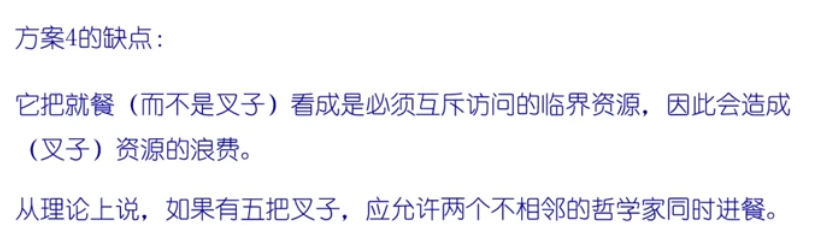 方案4的缺点：
它把就餐（而不是叉子）看成是必须互斥访问的临界资源，因此会造成
（叉子）资源的浪费。
从理论上说，如果有五把叉子，应允许两个不相邻的哲学家同时进餐。